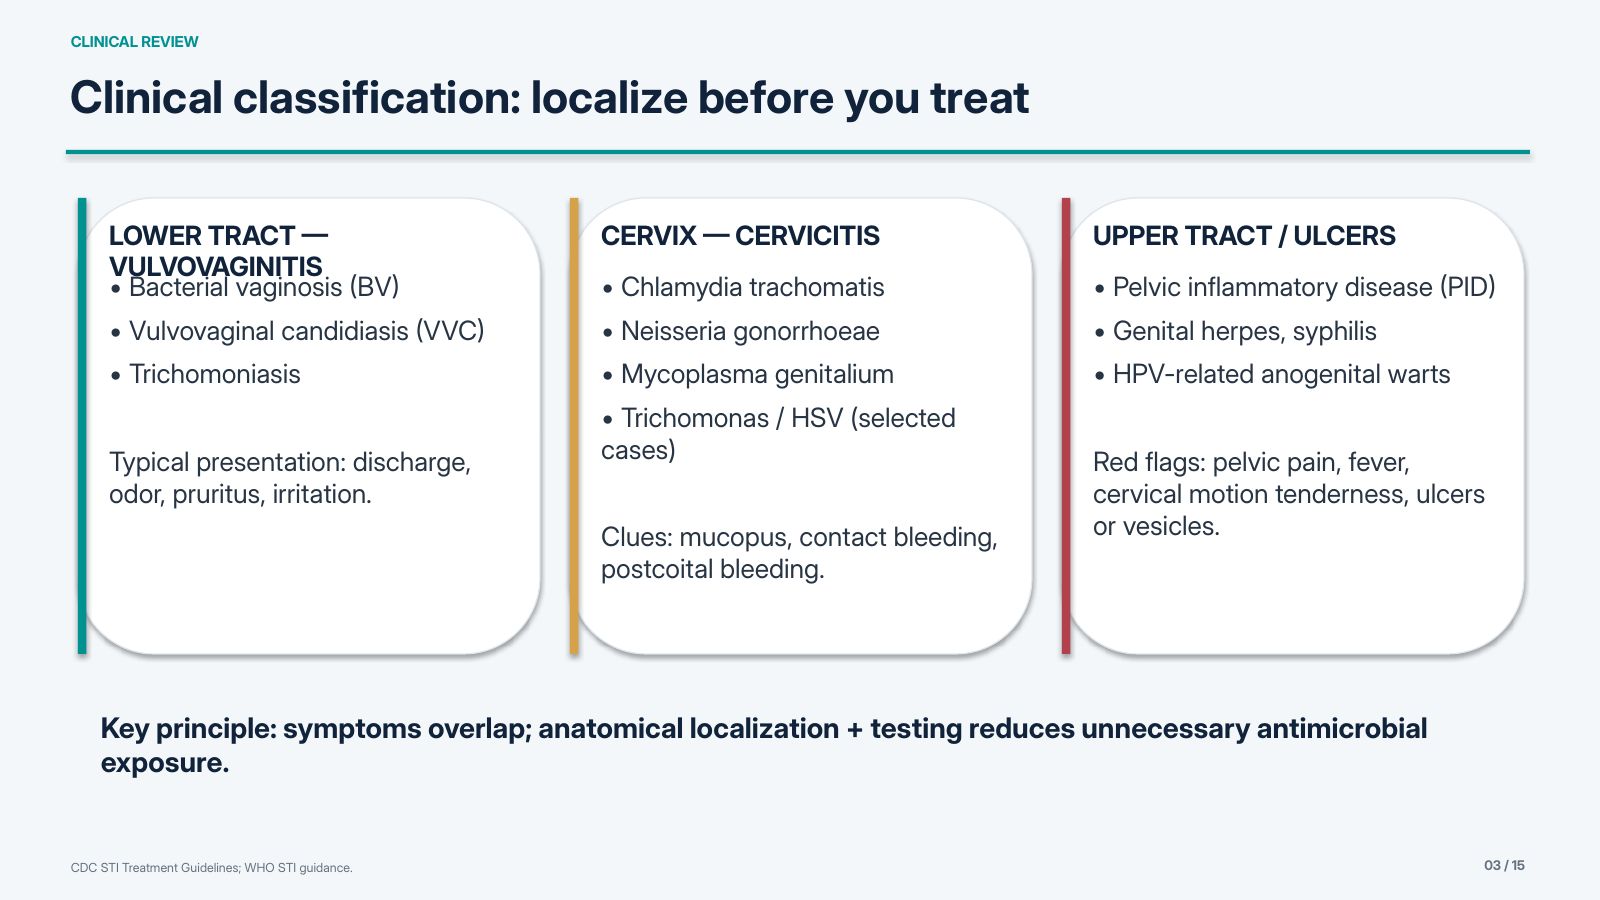 CLINICAL REVIEW
Clinical classification: localize before you treat
LOWER TRACT —
VULVOVAGINITIS
• Bacterial vaginosis (BV)
• Vulvovaginal candidiasis (VVC)
• Trichomoniasis
Typical presentation: discharge,
odor, pruritus, irritation.
CERVIX — CERVICITIS
• Chlamydia trachomatis
• Neisseria gonorrhoeae
• Mycoplasma genitalium
• Trichomonas / HSV (selected
cases)
Clues: mucopus, contact bleeding,
postcoital bleeding.
UPPER TRACT / ULCERS
• Pelvic inflammatory disease (PID)
• Genital herpes, syphilis
• HPV-related anogenital warts
Red flags: pelvic pain, fever,
cervical motion tenderness, ulcers
or vesicles.
Key principle: symptoms overlap; anatomical localization + testing reduces unnecessary antimicrobial
exposure.
CDC STI Treatment Guidelines; WHO STI guidance.
03 / 15